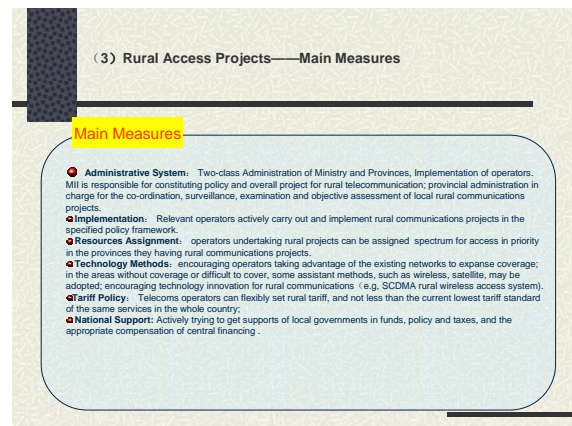 （3）Rural Access Projects——Main Measures
Main Measures
Administrative System： Two-class Administration of Ministry and Provinces, Implementation of operators.
MII is responsible for constituting policy and overall project for rural telecommunication; provincial administration in
charge for the co-ordination, surveillance, examination and objective assessment of local rural communications
projects.
Implementation： Relevant operators actively carry out and implement rural communications projects in the
specified policy framework.
Resources Assignment： operators undertaking rural projects can be assigned spectrum for access in priority
in the provinces they having rural communications projects.
Technology Methods： encouraging operators taking advantage of the existing networks to expanse coverage;
in the areas without coverage or difficult to cover, some assistant methods, such as wireless, satellite, may be
adopted; encouraging technology innovation for rural communications（e.g, SCDMA rural wireless access system).
Tariff Policy： Telecoms operators can flexibly set rural tariff, and not less than the current lowest tariff standard
of the same services in the whole country;
National Support: Actively trying to get supports of local governments in funds, policy and taxes, and the
appropriate compensation of central financing .